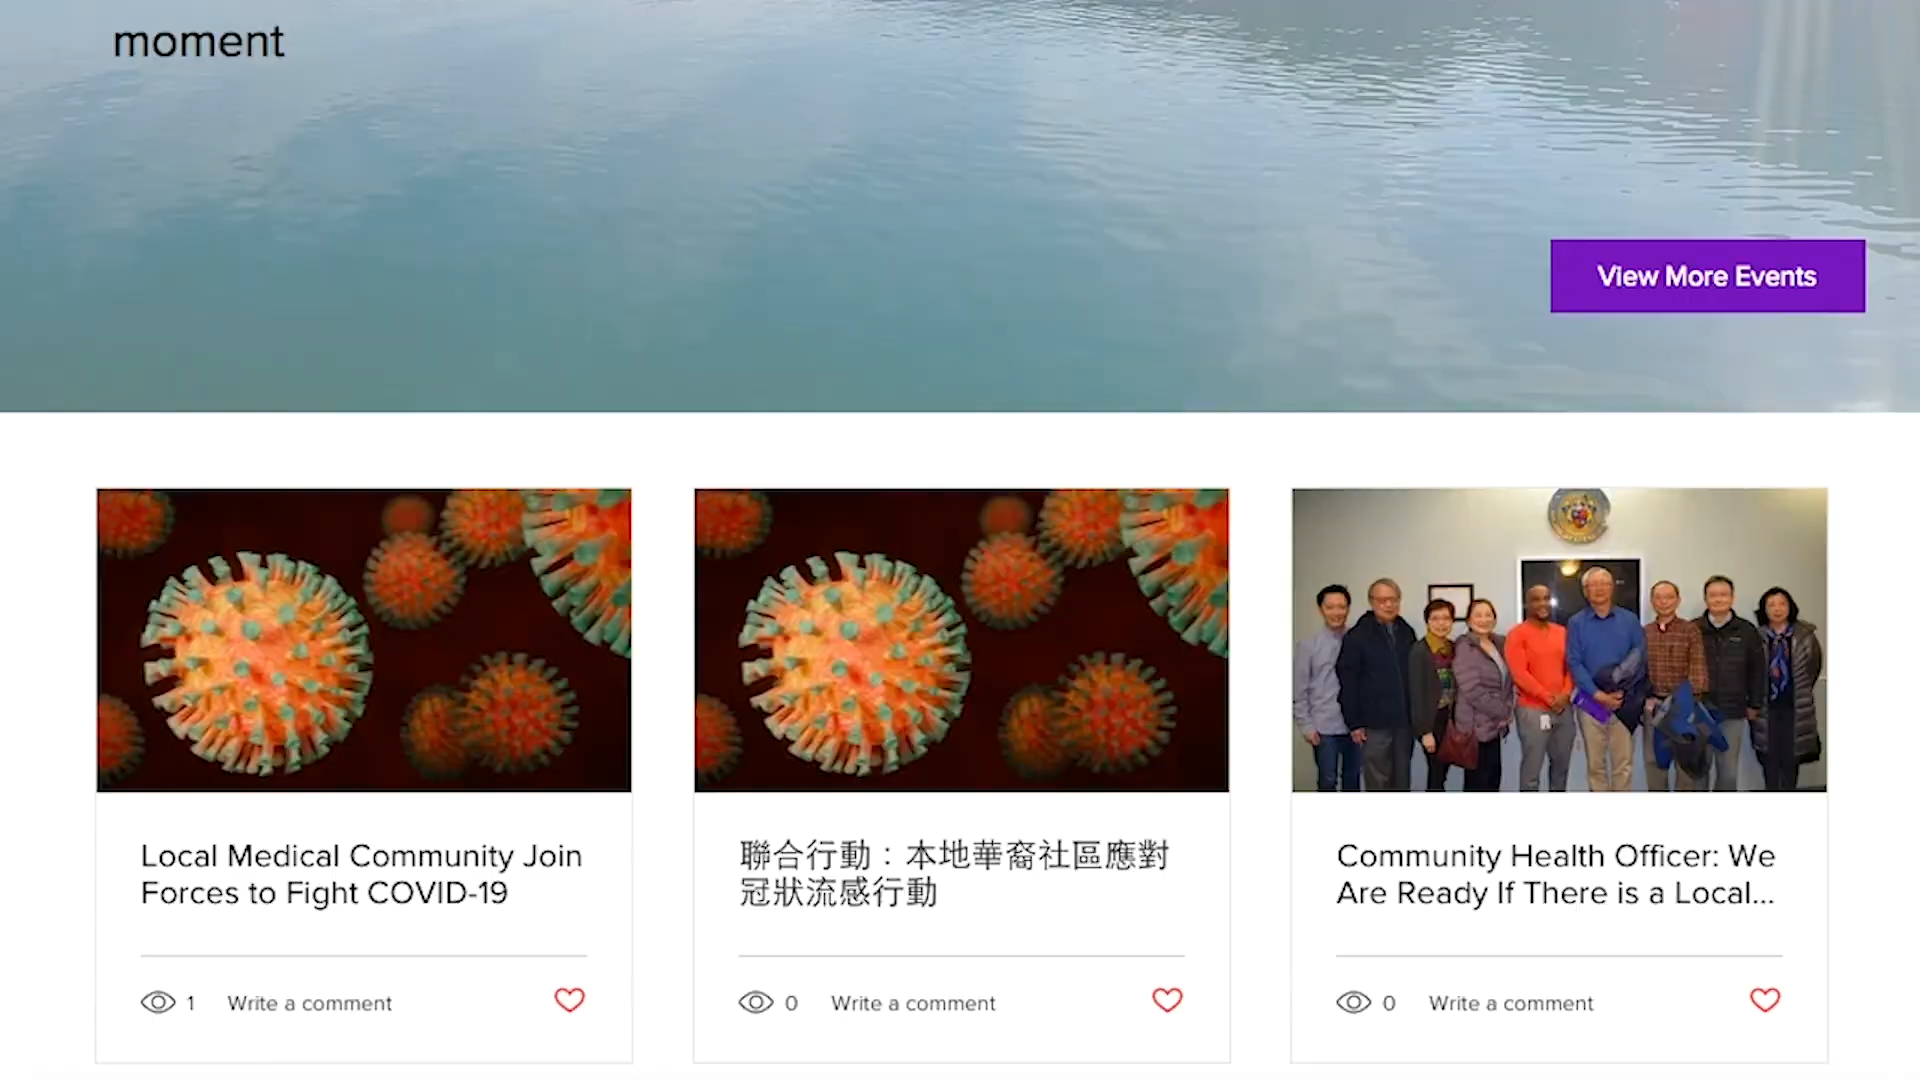 moment
View More Events
Local Medical Community Join
Forces to Fight COVID-19
聯合行動：本地華裔社區應對
冠狀流感行動
Community Health Officer: We
Are Ready If There is a Local...
1 Write a comment
0 Write a comment
0 Write a comment